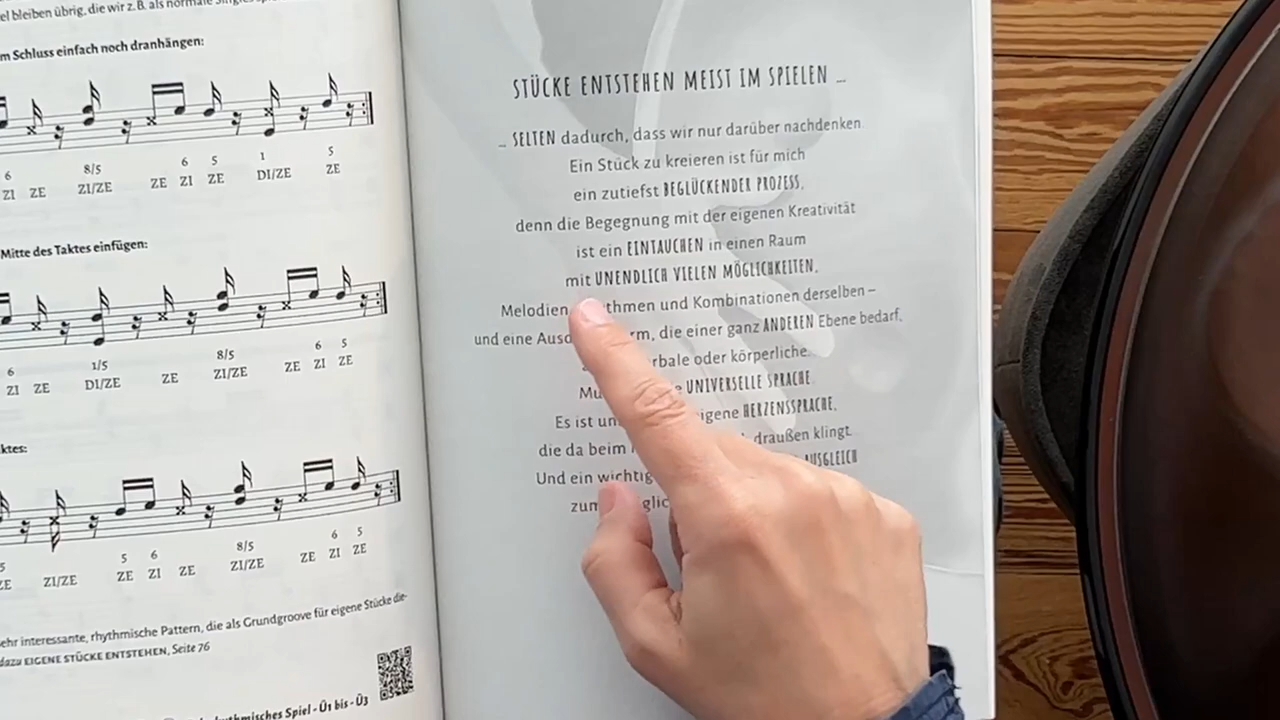 el bleiben übrig, die wir z. B. als normale
m Schluss einfach noch dranhängen:
6 8/5 6 5 1 5
ZI ZE ZI/ZE ZE ZI ZE DI/ZE ZE
Mitte des Taktes einfügen:
6 1/5 8/5 6 5
ZI ZE DI/ZE ZE ZI/ZE ZE ZI ZE
ktes:
5 5 6 8/5 6 5
ZE ZI/ZE ZE ZI ZE ZI/ZE ZE ZI ZE
ehr interessante, rhythmische Pattern, die als Grundgroove für eigene Stücke die-
dazu EIGENE STÜCKE ENTSTEHEN, Seite 76
hythmisches Spiel - Ü1 bis - Ü3
STÜCKE ENTSTEHEN MEIST IM SPIELEN …
… SELTEN dadurch, dass wir nur darüber nachdenken
Ein Stück zu kreieren ist für mich
ein zutiefst BEGLÜCKENDER PROZESS,
denn die Begegnung mit der eigenen Kreativität
ist ein EINTAUCHEN in einen Raum
mit UNENDLICH VIELEN MÖGLICHKEITEN,
Melodien thmen und Kombinationen derselben –
und eine Ausd rm, die einer ganz ANDEREN Ebene bedarf,
rbale oder körperliche.
Mu e UNIVERSELLE SPRACHE
Es ist un eigene HERZENSSPRACHE,
die da beim draußen klingt
Und ein wichtig AUSGLEICH
zum glic